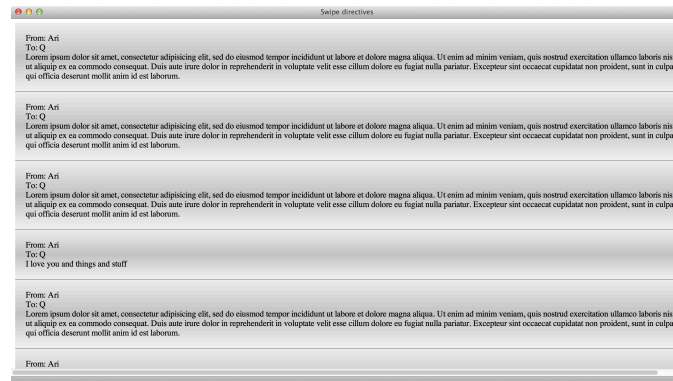 Swipe directives
From: Ari
To: Q
Lorem ipsum dolor sit amet, consectetur adipisicing elit, sed do eiusmod tempor incididunt ut labore et dolore magna aliqua. Ut enim ad minim veniam, quis nostrud exercitation ullamco laboris nis
ut aliquip ex ea commodo consequat. Duis aute irure dolor in reprehenderit in voluptate velit esse cillum dolore eu fugiat nulla pariatur. Excepteur sint occaecat cupidatat non proident, sunt in culpa
qui officia deserunt mollit anim id est laborum.
From: Ari
To: Q
Lorem ipsum dolor sit amet, consectetur adipisicing elit, sed do eiusmod tempor incididunt ut labore et dolore magna aliqua. Ut enim ad minim veniam, quis nostrud exercitation ullamco laboris nis
ut aliquip ex ea commodo consequat. Duis aute irure dolor in reprehenderit in voluptate velit esse cillum dolore eu fugiat nulla pariatur. Excepteur sint occaecat cupidatat non proident, sunt in culpa
qui officia deserunt mollit anim id est laborum.
From: Ari
To: Q
Lorem ipsum dolor sit amet, consectetur adipisicing elit, sed do eiusmod tempor incididunt ut labore et dolore magna aliqua. Ut enim ad minim veniam, quis nostrud exercitation ullamco laboris nis
ut aliquip ex ea commodo consequat. Duis aute irure dolor in reprehenderit in voluptate velit esse cillum dolore eu fugiat nulla pariatur. Excepteur sint occaecat cupidatat non proident, sunt in culpa
qui officia deserunt mollit anim id est laborum.
From: Ari
To: Q
I love you and things and stuff
From: Ari
To: Q
Lorem ipsum dolor sit amet, consectetur adipisicing elit, sed do eiusmod tempor incididunt ut labore et dolore magna aliqua. Ut enim ad minim veniam, quis nostrud exercitation ullamco laboris nis
ut aliquip ex ea commodo consequat. Duis aute irure dolor in reprehenderit in voluptate velit esse cillum dolore eu fugiat nulla pariatur. Excepteur sint occaecat cupidatat non proident, sunt in culpa
qui officia deserunt mollit anim id est laborum.
From: Ari